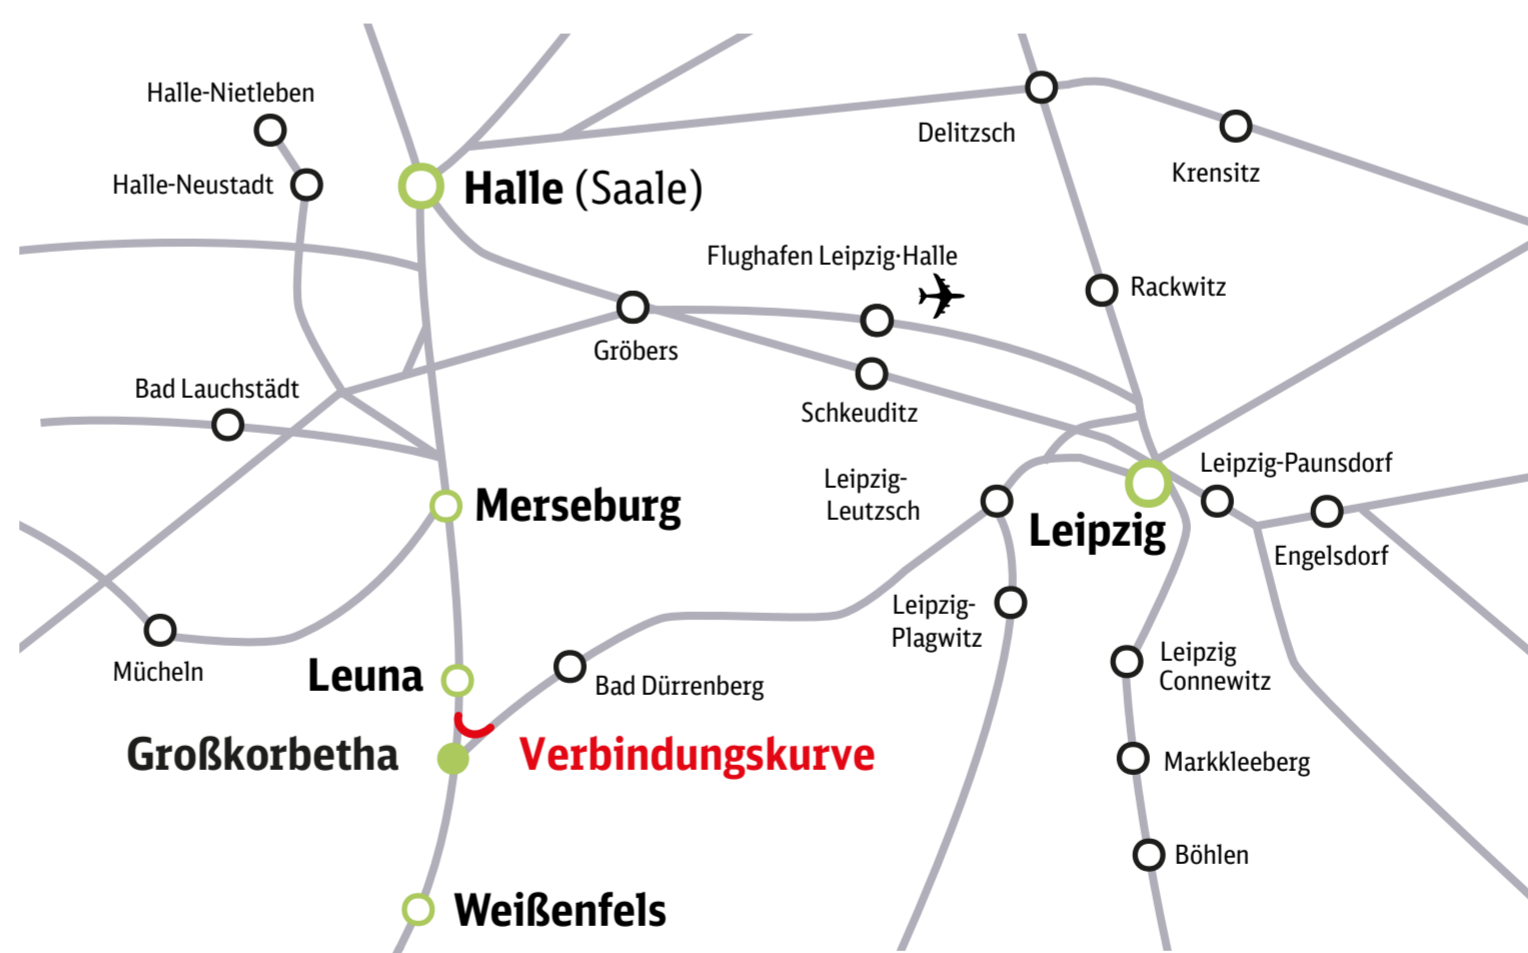 Halle-Nietleben
Halle-Neustadt
Halle (Saale)
Delitzsch
Krensitz
Flughafen Leipzig·Halle
Rackwitz
Gröbers
Bad Lauchstädt
Schkeuditz
Leipzig-
Leutzsch
Leipzig-Paunsdorf
Merseburg
Leipzig
Engelsdorf
Leipzig-
Plagwitz
Mücheln
Leuna
Bad Dürrenberg
Leipzig
Connewitz
Großkorbetha
Verbindungskurve
Markkleeberg
Böhlen
Weißenfels